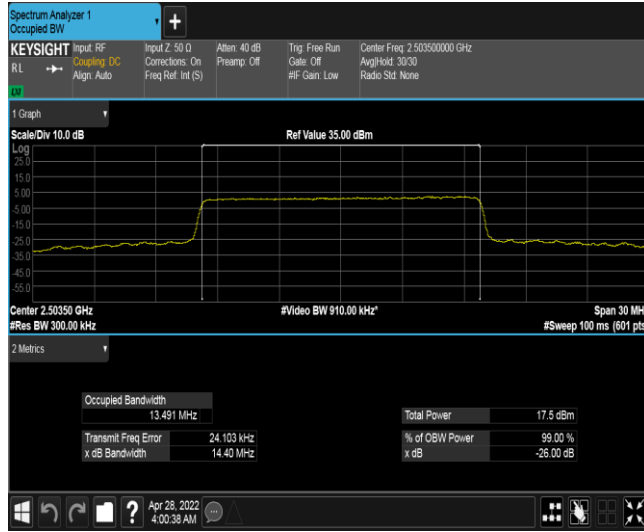 Spectrum Analyzer 1
Occupied BW
KEYSIGHT
RL
Input: RF
Coupling: DC
Align: Auto
Input Z: 50 Ω
Corrections: On
Freq Ref: Int (S)
Atten: 40 dB
Preamp: Off
Trig: Free Run
Gate: Off
#IF Gain: Low
Center Freq: 2.503500000 GHz
Avg|Hold: 30/30
Radio Std: None
1 Graph
Scale/Div 10.0 dB
Ref Value 35.00 dBm
Log
25.0
15.0
5.00
-5.00
-15.0
-25.0
-35.0
-45.0
-55.0
Center 2.50350 GHz
#Video BW 910.00 kHz*
Span 30 MH
#Res BW 300.00 kHz
#Sweep 100 ms (601 pts
2 Metrics
Occupied Bandwidth
13.491 MHz
Total Power 17.5 dBm
Transmit Freq Error 24.103 kHz
% of OBW Power 99.00 %
x dB Bandwidth 14.40 MHz
x dB -26.00 dB
?
Apr 28, 2022
4:00:38 AM